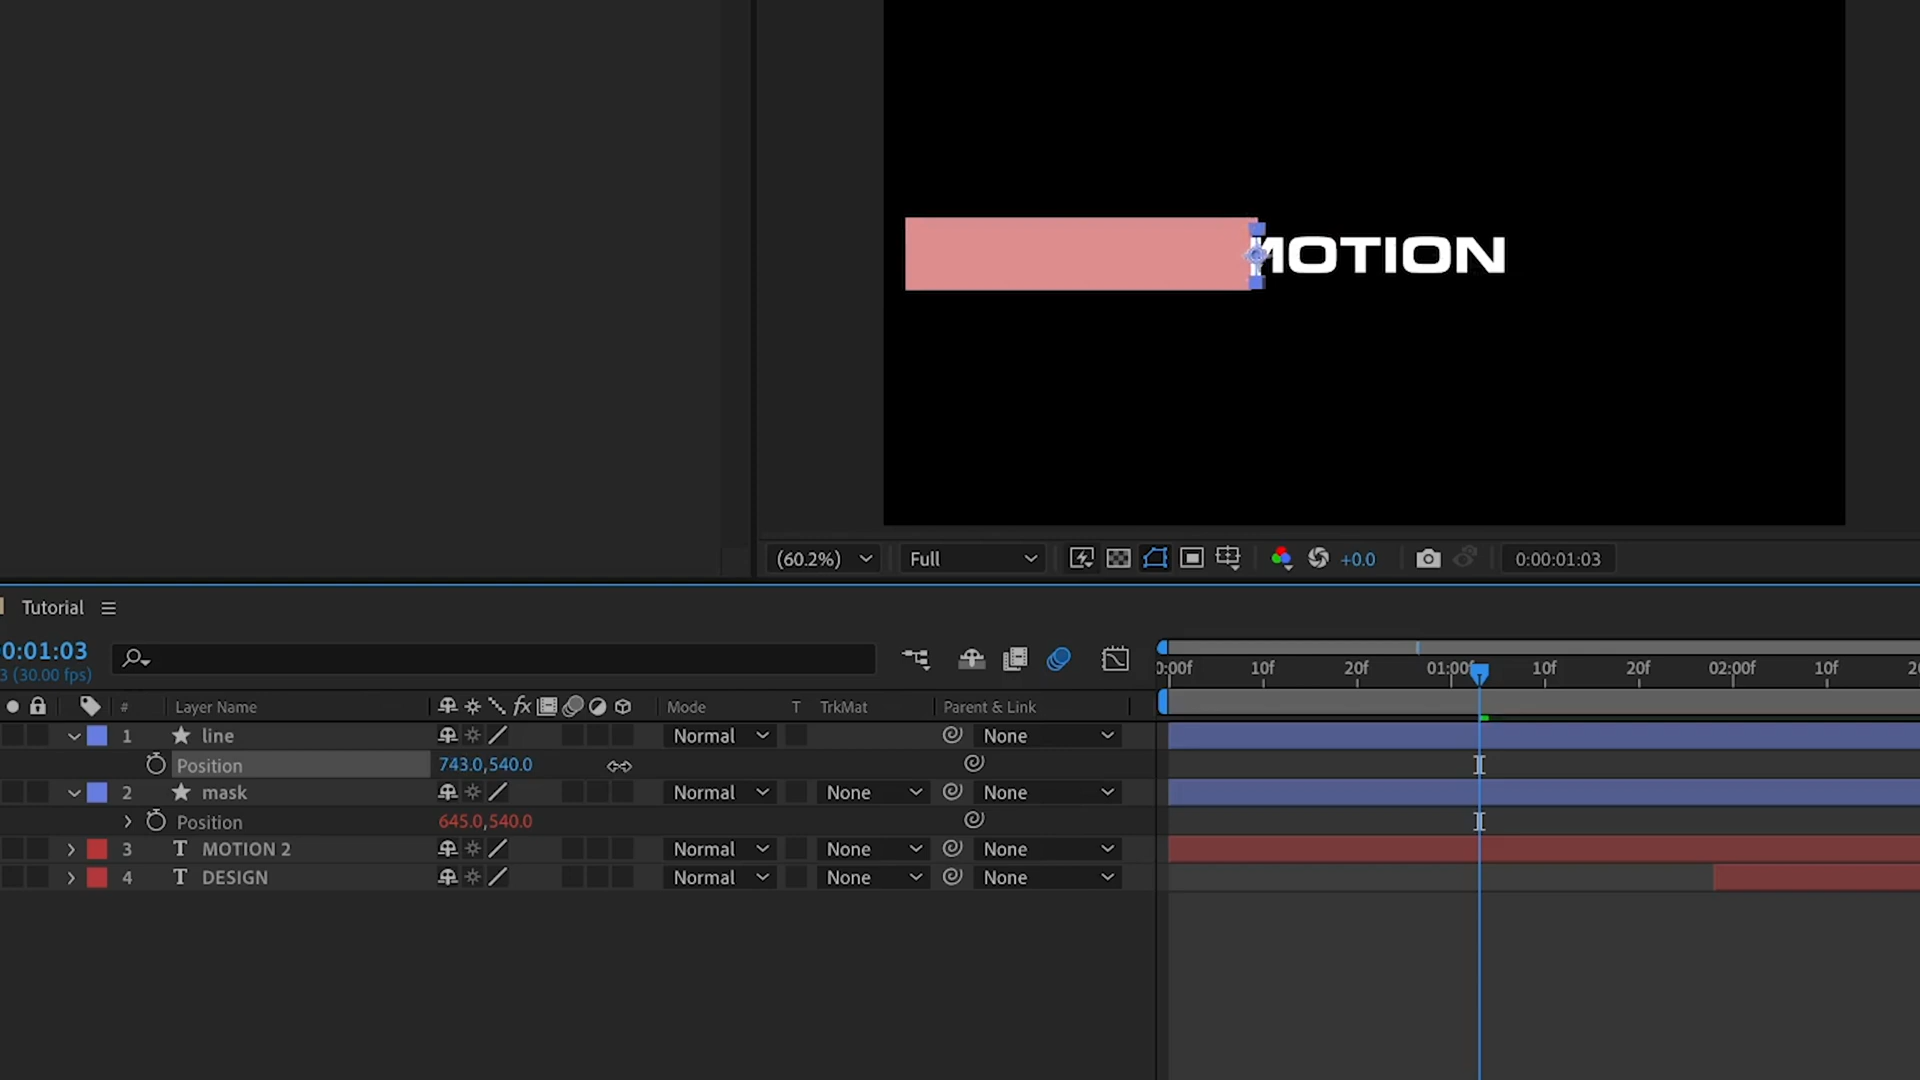 MOTION
(60.2%)
Full
+0.0
0:00:01:03
Tutorial
0:01:03
3 (30.00 fps)
0:00f
10f
20f
01:00f
10f
20f
02:00f
10f
#
Layer Name
fx
Mode
T
TrkMat
Parent & Link
1
line
Normal
None
Position
743.0,540.0
2
mask
Normal
None
None
Position
645.0,540.0
3
T
MOTION 2
Normal
None
None
4
T
DESIGN
Normal
None
None